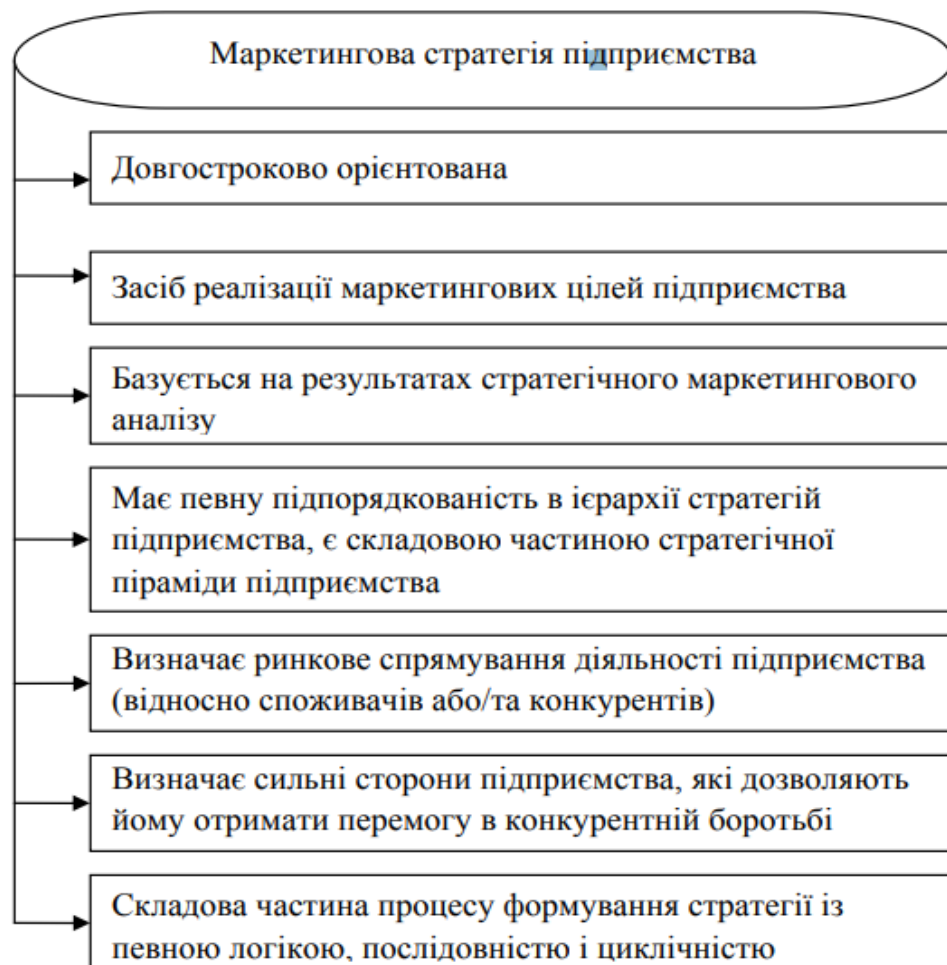 Маркетингова стратегія підприємства
Довгостроково орієнтована
Засіб реалізації маркетингових цілей підприємства
Базується на результатах стратегічного маркетингового
аналізу
Має певну підпорядкованість в ієрархії стратегій
підприємства, є складовою частиною стратегічної
піраміди підприємства
Визначає ринкове спрямування діяльності підприємства
(відносно споживачів або/та конкурентів)
Визначає сильні сторони підприємства, які дозволяють
йому отримати перемогу в конкурентній боротьбі
Складова частина процесу формування стратегії із
певною логікою, послідовністю і циклічністю